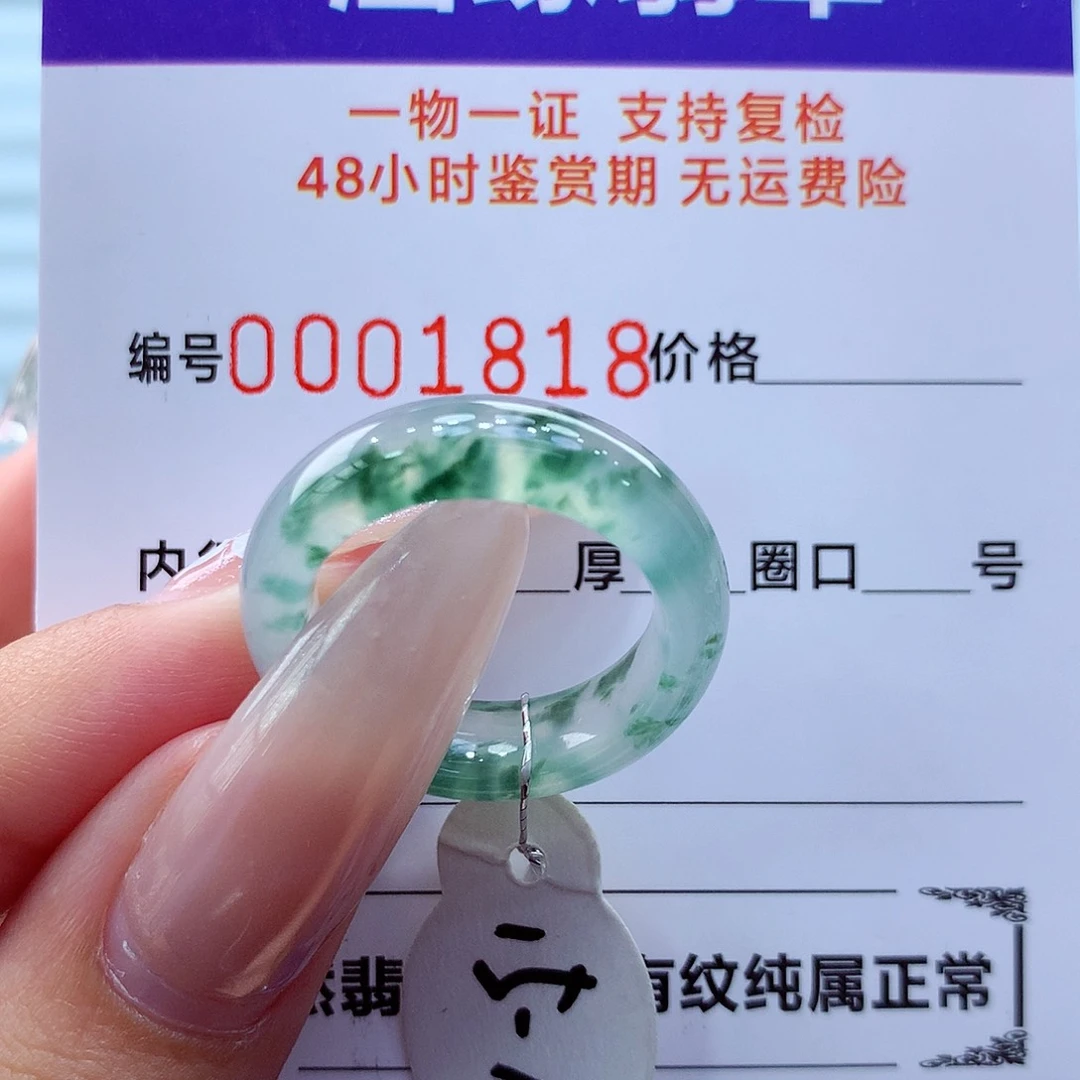 一物一证 支持复检
48小时鉴赏期 无运费险
编号0001818价格
内 厚 圈口 号
翡 有纹纯属正常